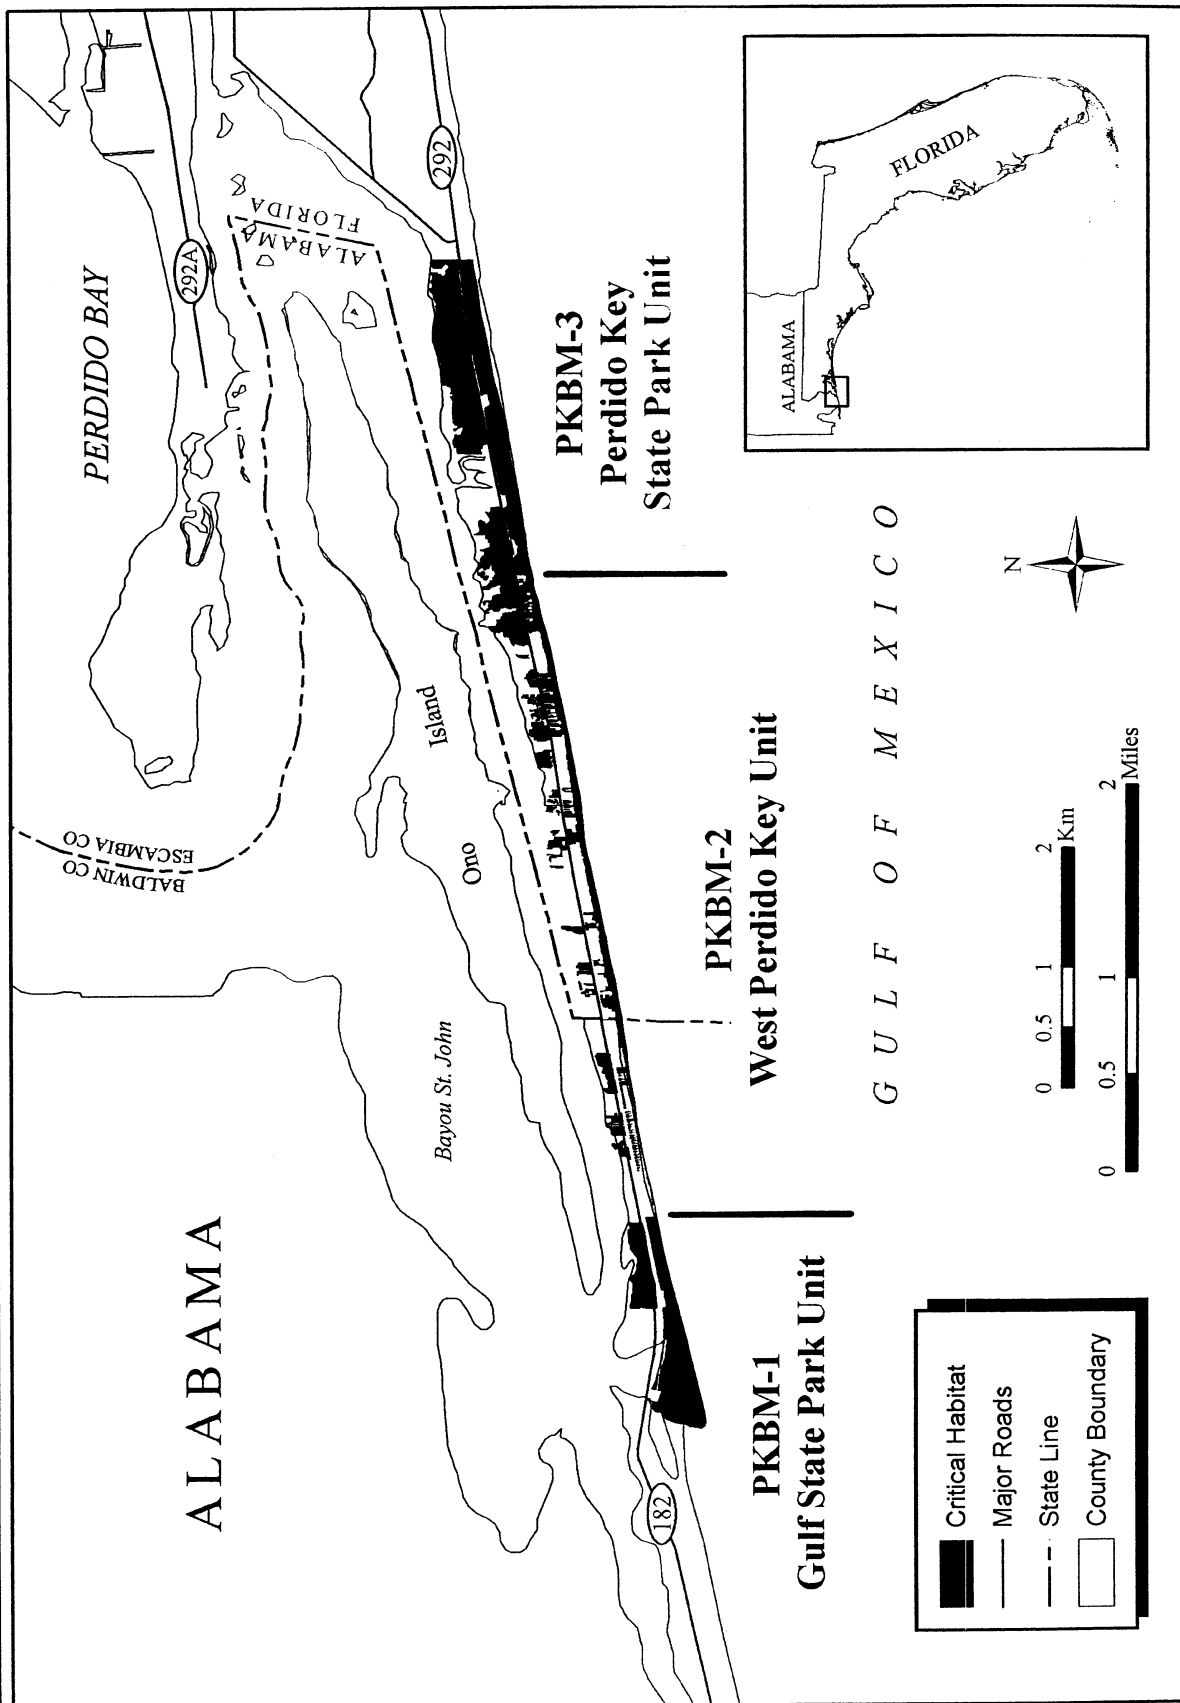 ALABAMA
PERDIDO BAY
BALDWIN CO
ESCAMBIA CO
292A
ALABAMA
FLORIDA
292
Bayou St. John
Ono
Island
182
PKBM-1
Gulf State Park Unit
PKBM-2
West Perdido Key Unit
PKBM-3
Perdido Key
State Park Unit
GULF OF MEXICO
N
Critical Habitat
Major Roads
State Line
County Boundary
0 0.5 1 2
Km
0 0.5 1 2
Miles
ALABAMA
FLORIDA